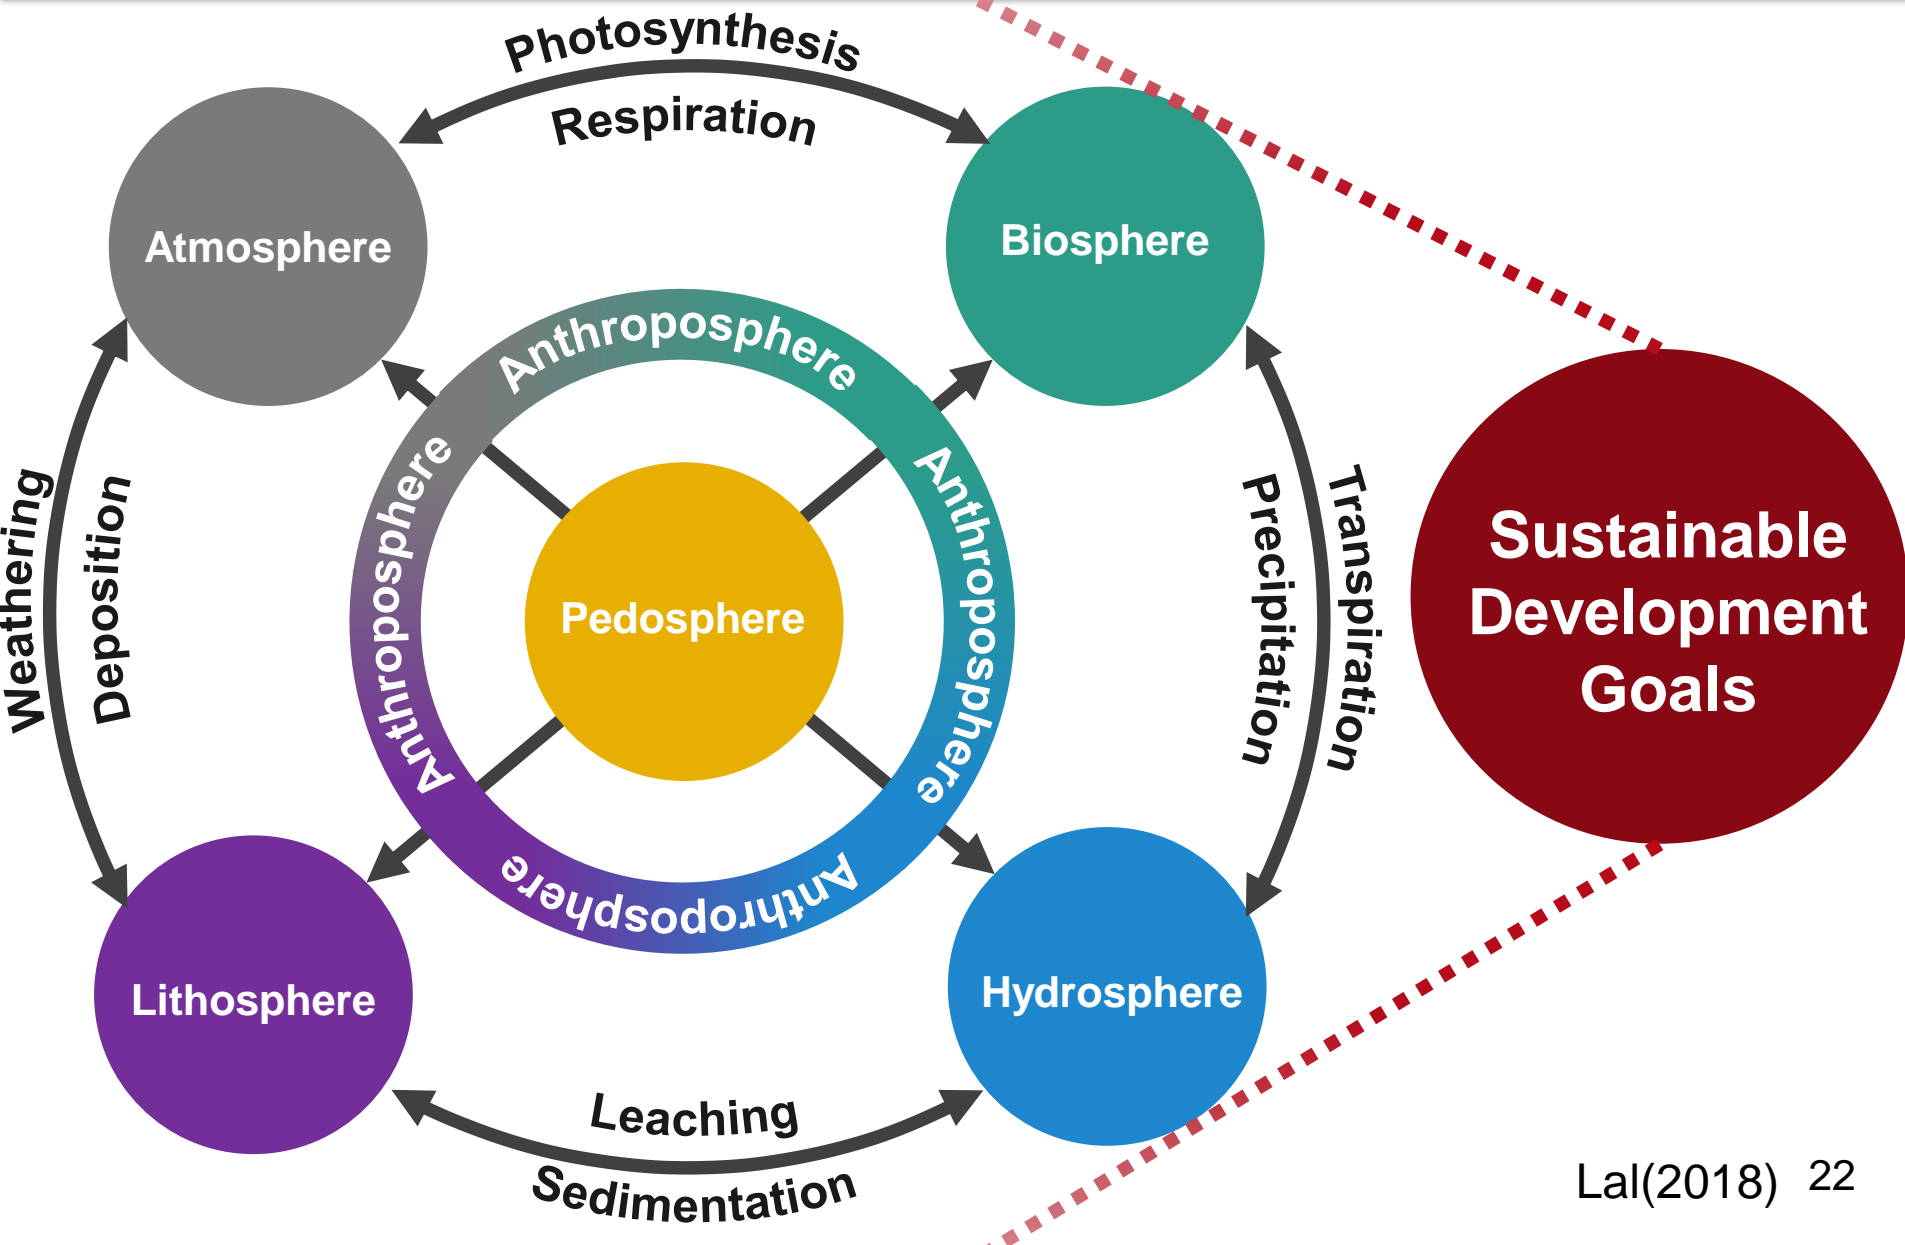 Photosynthesis
Respiration
Atmosphere
Biosphere
Anthroposphere
Anthroposphere
Anthroposphere
Anthroposphere
Weathering
Deposition
Pedosphere
Precipitation
Transpiration
Sustainable
Development
Goals
Lithosphere
Hydrosphere
Leaching
Sedimentation
Lal(2018) 22